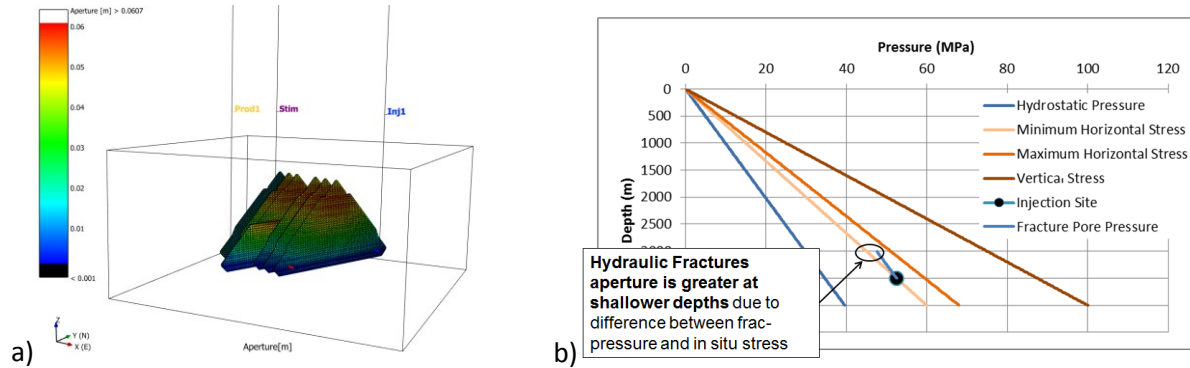 Aperture [m] > 0.0607
0.06
0.05
0.04
0.03
0.02
0.01
< 0.001
Prod1
Stim
Inj1
Z
Y (N)
X (E)
Aperture[m]
a)
Pressure (MPa)
0 20 40 60 80 100 120
0
500
1000
1500
2000
2500
Depth (m)
Hydrostatic Pressure
Minimum Horizontal Stress
Maximum Horizontal Stress
Vertical Stress
Injection Site
Fracture Pore Pressure
Hydraulic Fractures
aperture is greater at
shallower depths due to
difference between frac-
pressure and in situ stress
b)